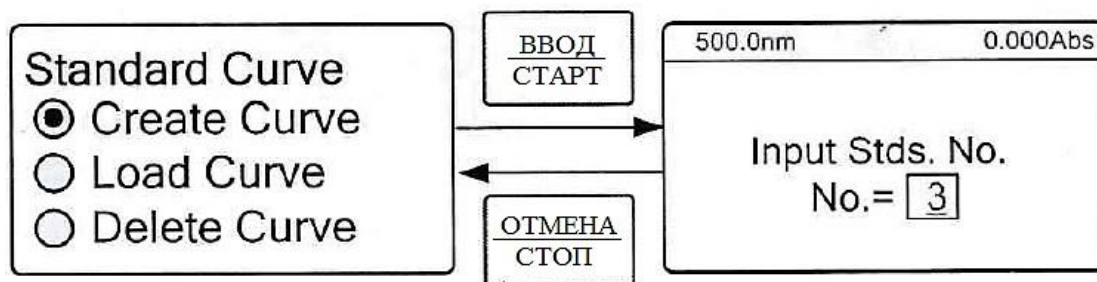 Standard Curve
Create Curve
Load Curve
Delete Curve
ВВОД
СТАРТ
ОТМЕНА
СТОП
500.0nm 0.000Abs
Input Stds. No.
No.= 3